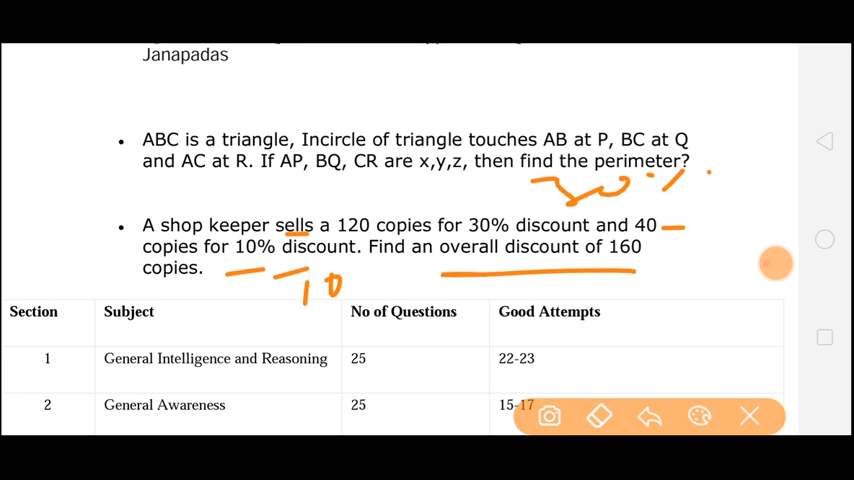 Janapadas
• ABC is a triangle, Incircle of triangle touches AB at P, BC at Q
and AC at R. If AP, BQ, CR are x,y,z, then find the perimeter?
• A shop keeper sells a 120 copies for 30% discount and 40
copies for 10% discount. Find an overall discount of 160
copies.
10
Section Subject No of Questions Good Attempts
1 General Intelligence and Reasoning 25 22-23
2 General Awareness 25 15-17